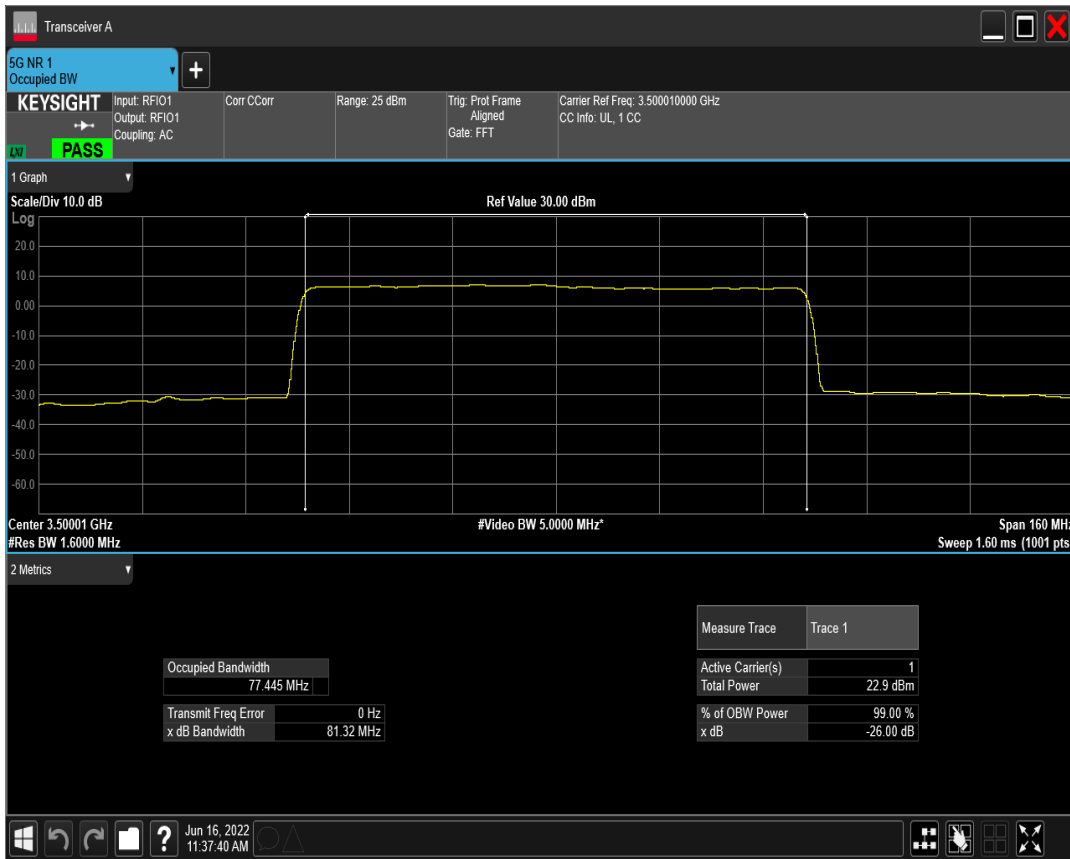 Transceiver A
5G NR 1
Occupied BW
KEYSIGHT
LXI
PASS
Input: RFIO1
Output: RFIO1
Coupling: AC
Corr CCorr
Range: 25 dBm
Trig: Prot Frame
Aligned
Gate: FFT
Carrier Ref Freq: 3.500010000 GHz
CC Info: UL, 1 CC
1 Graph
Scale/Div 10.0 dB
Ref Value 30.00 dBm
Log
20.0
10.0
0.00
-10.0
-20.0
-30.0
-40.0
-50.0
-60.0
Center 3.50001 GHz
#Video BW 5.0000 MHz*
Span 160 MHz
#Res BW 1.6000 MHz
Sweep 1.60 ms (1001 pts
2 Metrics
Measure Trace Trace 1
Occupied Bandwidth
77.445 MHz
Active Carrier(s) 1
Total Power 22.9 dBm
Transmit Freq Error 0 Hz
x dB Bandwidth 81.32 MHz
% of OBW Power 99.00 %
x dB -26.00 dB
?
Jun 16, 2022
11:37:40 AM